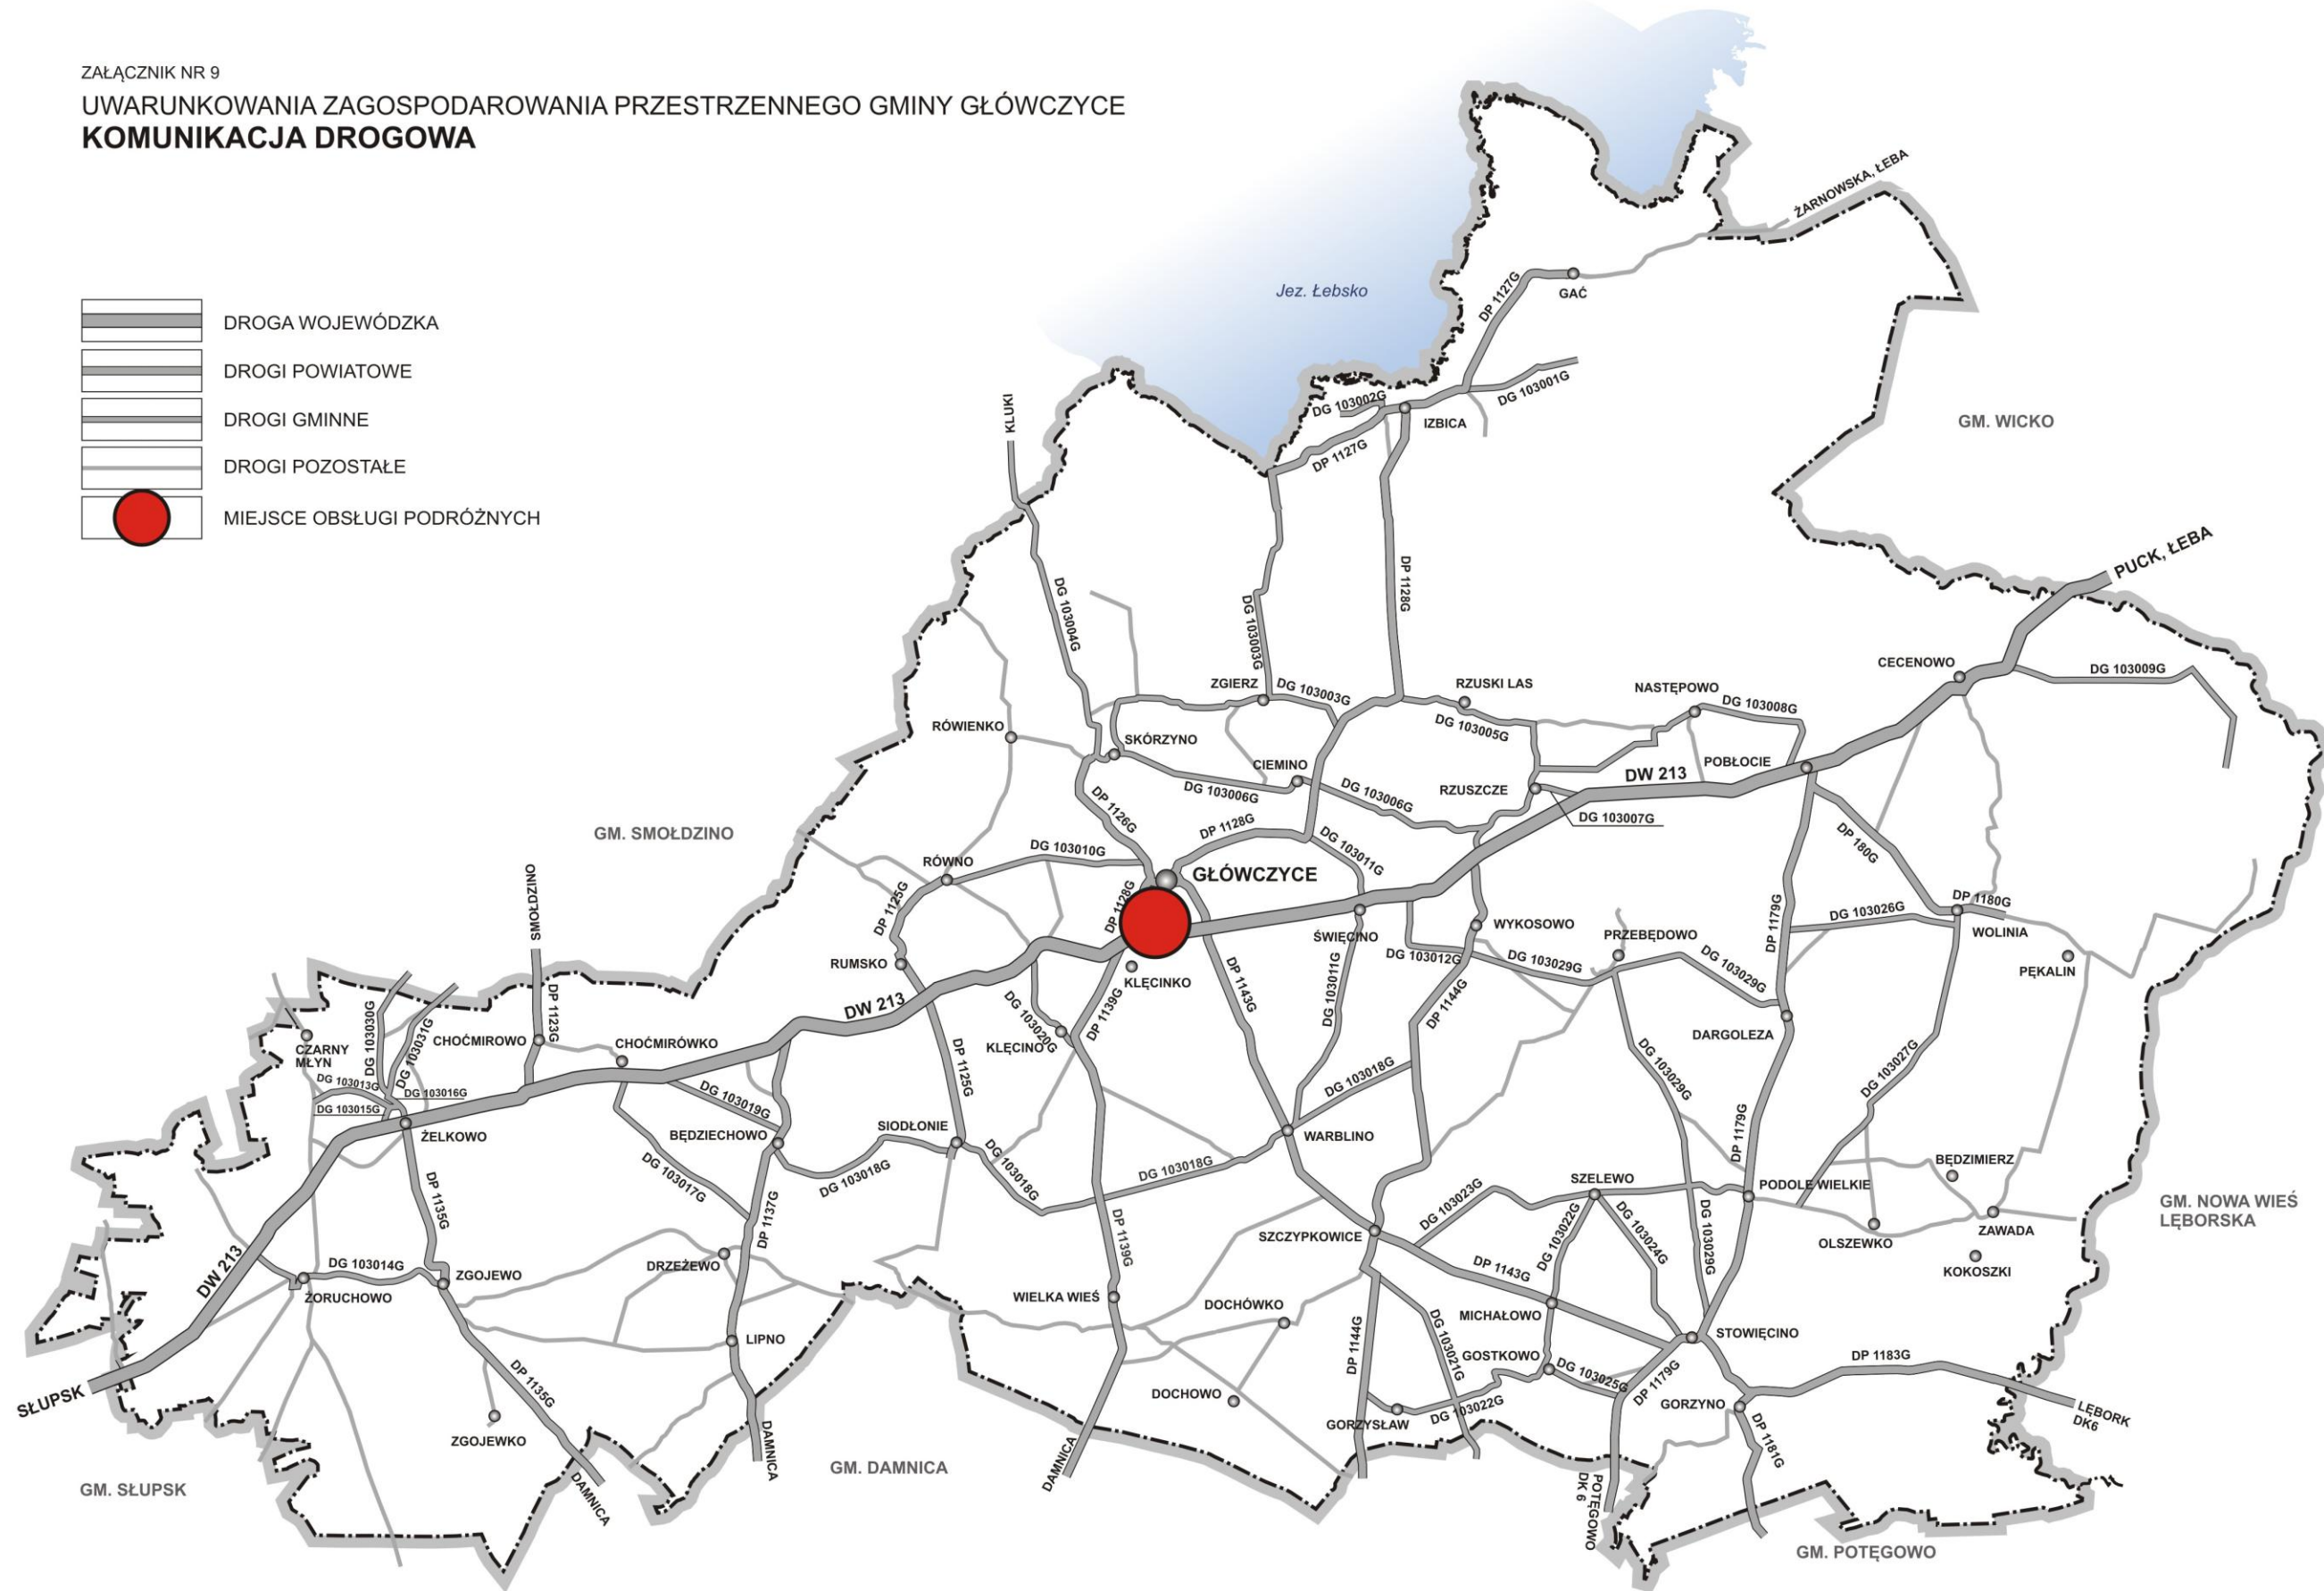 ZAŁĄCZNIK NR 9
UWARUNKOWANIA ZAGOSPODAROWANIA PRZESTRZENNEGO GMINY GŁÓWCZYCE
KOMUNIKACJA DROGOWA
DROGA WOJEWÓDZKA
DROGI POWIATOWE
DROGI GMINNE
DROGI POZOSTAŁE
MIEJSCE OBSŁUGI PODRÓŻNYCH
ŻARNOWSKA, ŁEBA
Jez. Łebsko
DP 1127G
GAĆ
DG 103001G
DG 103002G
IZBICA
DP 1127G
KLUKI
GM. WICKO
PUCK, ŁEBA
DP 1128G
DG 103004G
DG 103003G
CECENOWO
DG 103009G
ZGIERZ
DG 103003G
RZUSKI LAS
NASTĘPOWO
DG 103008G
RÓWIENKO
DG 103005G
SKÓRZYNO
CIEMINO
POBŁOCIE
DW 213
DG 103006G
DG 103006G
RZUSZCZE
DG 103007G
DP 1126G
DP 1128G
DG 103011G
GM. SMOŁDZINO
DP 180G
DG 103010G
RÓWNO
GŁÓWCZYCE
DP 1125G
DP 1128G
SMOŁDZINO
DP 1180G
DG 103026G
WOLINIA
DP 1179G
WYKOSOWO
ŚWIĘCINO
PRZEBĘDOWO
RUMSKO
KLĘCINKO
DG 103012G
DG 103029G
DG 103029G
PĘKALIN
DP 1143G
DG 103011G
DP 1144G
DW 213
DG 103020G
DP 1139G
KLĘCINO
DP 1123G
DG 103030G
DG 103031G
CHOĆMIROWO
CHOĆMIRÓWKO
CZARNY
MŁYN
DARGOLEZA
DG 103013G
DG 103016G
DG 103015G
DG 103019G
DP 1125G
DG 103018G
DG 103029G
DG 103027G
ŻELKOWO
BĘDZIECHOWO
SIODŁONIE
WARBLINO
DP 1179G
DG 103017G
DG 103018G
DG 103018G
DG 103018G
BĘDZIMIERZ
SZELEWO
PODOLE WIELKIE
DP 1135G
DP 1137G
DP 1139G
DG 103023G
DG 103022G
DG 103024G
DG 103029G
GM. NOWA WIEŚ
LĘBORSKA
SZCZYPKOWICE
OLSZEWKO
ZAWADA
KOKOSZKI
DW 213
DG 103014G
ZGOJEWO
DRZEŻEWO
DP 1143G
ŻORUCHOWO
WIELKA WIEŚ
DOCHÓWKO
MICHAŁOWO
LIPNO
STOWIĘCINO
DP 1144G
DG 103021G
GOSTKOWO
DG 103025G
DP 1179G
DP 1183G
SŁUPSK
DP 1135G
DOCHOWO
GORZYSŁAW
DG 103022G
GORZYNO
DP 1181G
LĘBORK
DK6
ZGOJEWKO
DAMNICA
DAMNICA
DAMNICA
GM. DAMNICA
GM. SŁUPSK
POTĘGOWO
DK 6
GM. POTĘGOWO